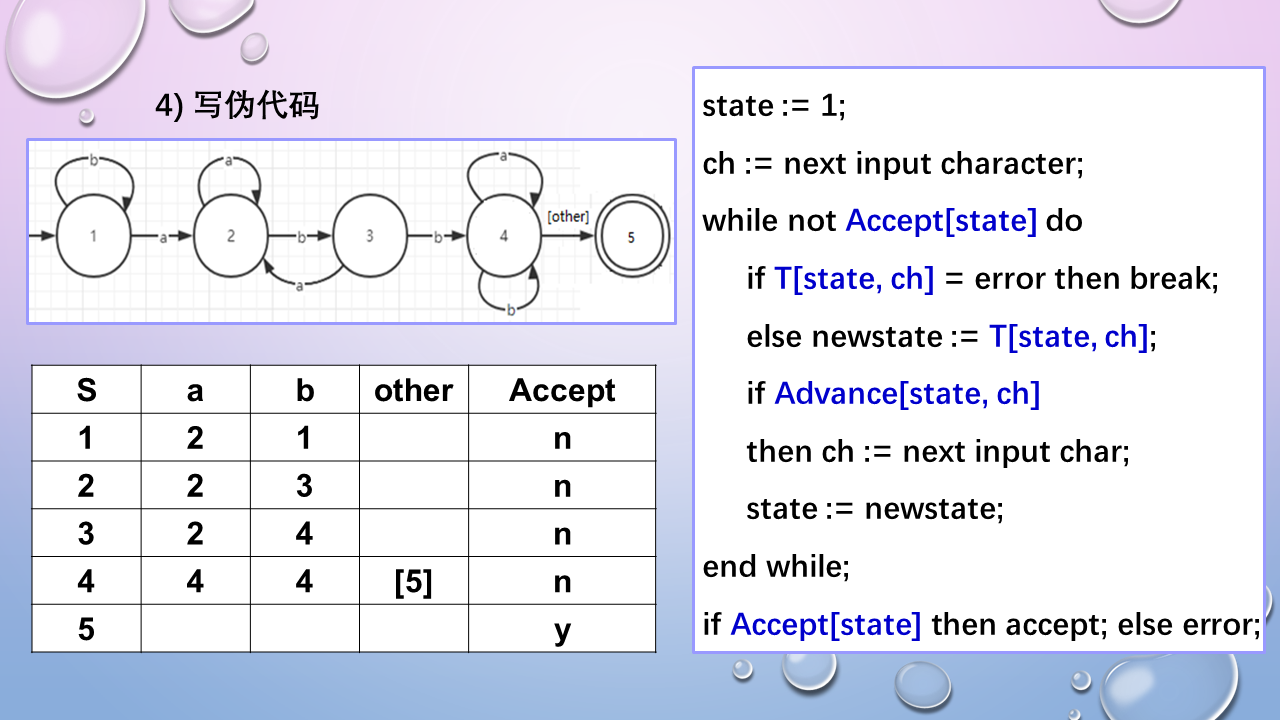 4) 写伪代码
b
a
a
[other]
1
a
2
b
3
b
4
5
a
b
S a b other Accept
1 2 1 n
2 2 3 n
3 2 4 n
4 4 4 [5] n
5 y
state := 1;
ch := next input character;
while not Accept[state] do
if T[state, ch] = error then break;
else newstate := T[state, ch];
if Advance[state, ch]
then ch := next input char;
state := newstate;
end while;
if Accept[state] then accept; else error;